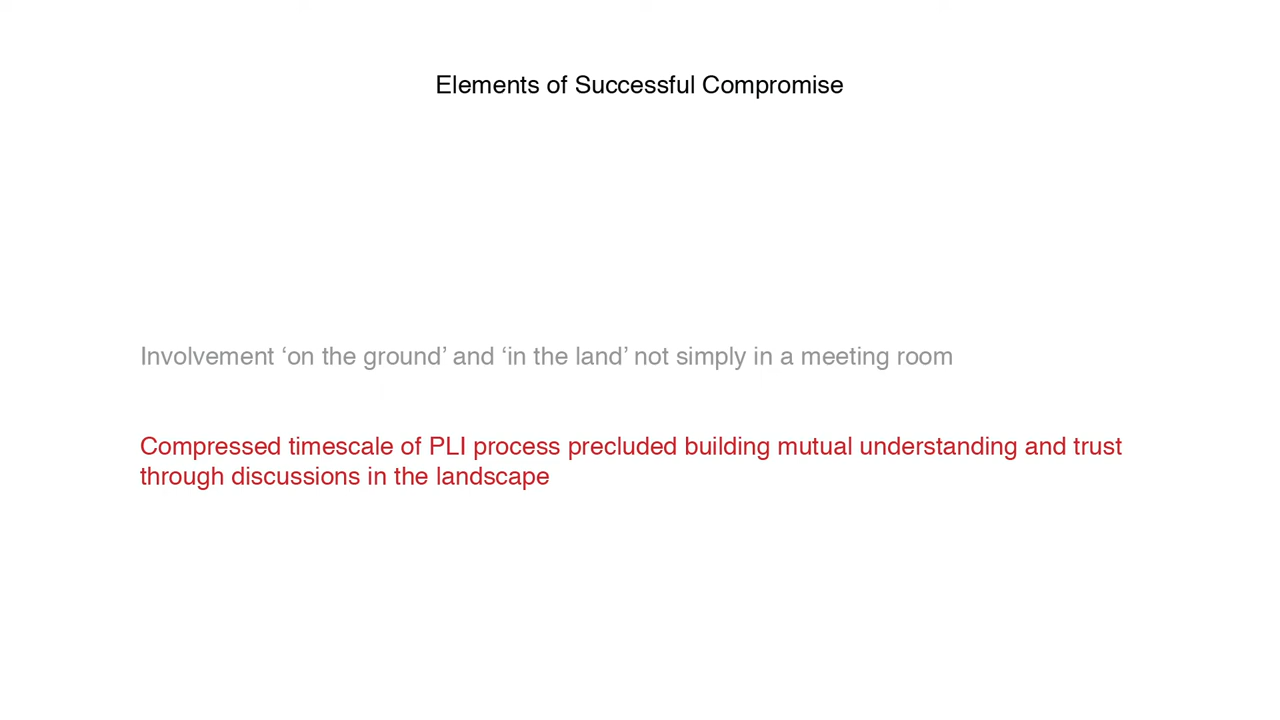 Elements of Successful Compromise
Involvement ‘on the ground’ and ‘in the land’ not simply in a meeting room
Compressed timescale of PLI process precluded building mutual understanding and trust
through discussions in the landscape